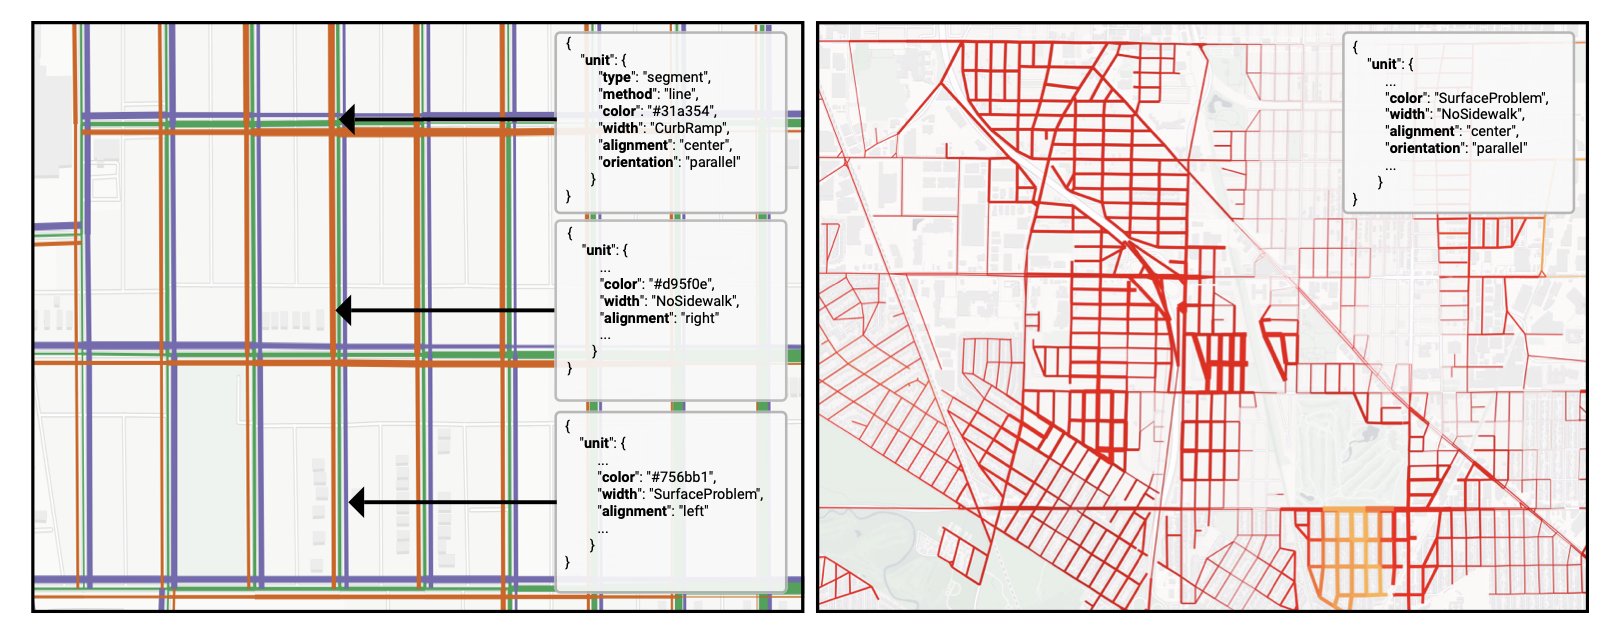 {
"unit": {
"type": "segment",
"method": "line",
"color": "#31a354",
"width": "CurbRamp",
"alignment": "center",
"orientation": "parallel"
}
}
{
"unit": {
...
"color": "#d95f0e",
"width": "NoSidewalk",
"alignment": "right"
...
}
}
{
"unit": {
...
"color": "#756bb1",
"width": "SurfaceProblem",
"alignment": "left"
...
}
}
{
"unit": {
...
"color": "SurfaceProblem",
"width": "NoSidewalk",
"alignment": "center",
"orientation": "parallel"
...
}
}